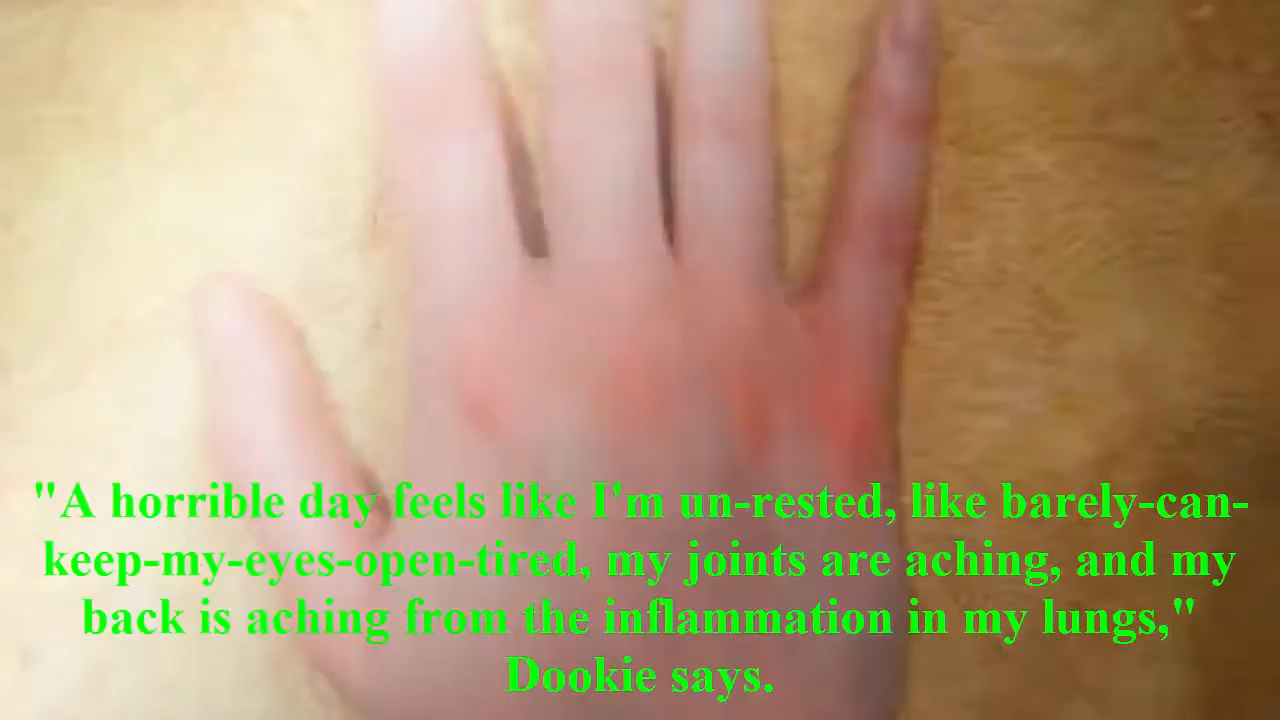 "A horrible day feels like I'm un-rested, like barely-can-
keep-my-eyes-open-tired, my joints are aching, and my
back is aching from the inflammation in my lungs,"
Dookie says.